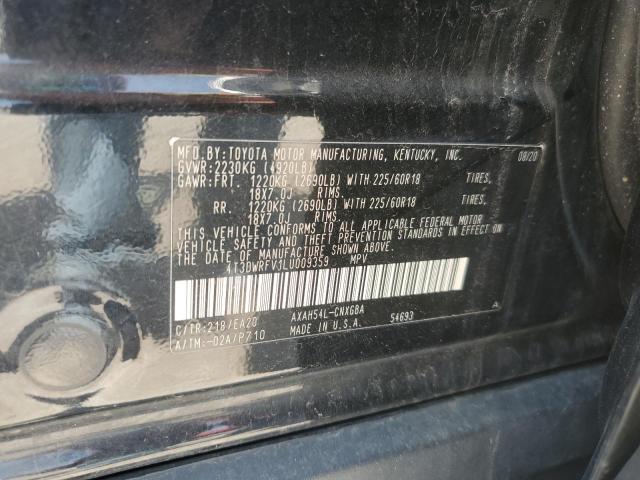 MFD. BY: TOYOTA MOTOR MANUFACTURING, KENTUCKY, INC. 08/20
GVWR: 2230KG (4920LB)
GAWR: FRT. 1220KG (2690LB) WITH 225/60R18 TIRES,
18X7.0J RIMS,
RR. 1220KG (2690LB) WITH 225/60R18 TIRES,
18X7.0J RIMS.
THIS VEHICLE CONFORMS TO ALL APPLICABLE FEDERAL MOTOR
VEHICLE SAFETY AND THEFT PREVENTION STANDARDS IN EFFECT ON
THE DATE OF MANUFACTURE SHOWN ABOVE.
4T3DWRFV3LU009359 MPV
C/TR: 218/EA20 AXAH54L-CNXGBA 54693 A
A/TM: -02A/P710